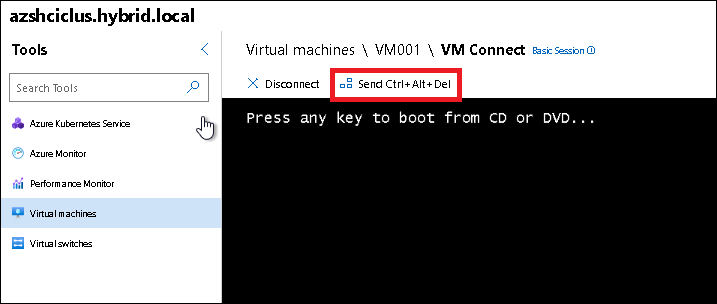 azshciclus.hybrid.local
Tools
Search Tools
Azure Kubernetes Service
Azure Monitor
Performance Monitor
Virtual machines
Virtual switches
Virtual machines \ VM001 \ VM Connect Basic Session
Disconnect Send Ctrl+Alt+Del
Press any key to boot from CD or DVD...